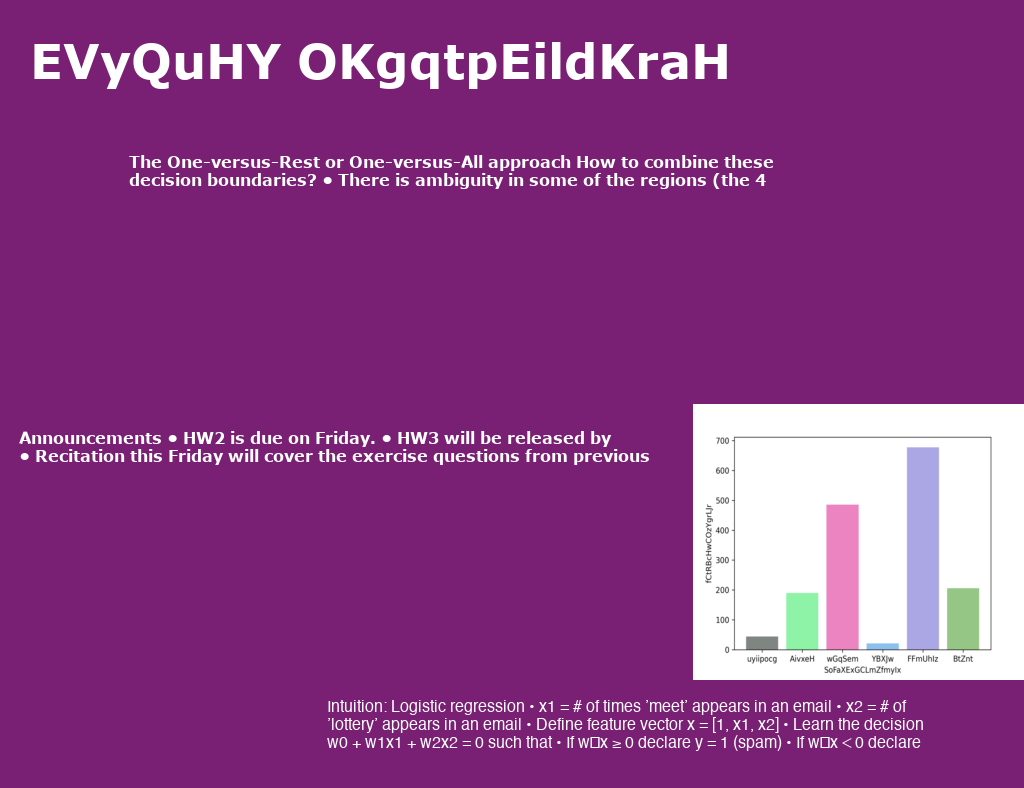 EVyQuHY OKgqtpEildKraH
The One-versus-Rest or One-versus-All approach How to combine these
decision boundaries? ● There is ambiguity in some of the regions (the 4
Announcements ● HW2 is due on Friday. ● HW3 will be released by
● Recitation this Friday will cover the exercise questions from previous
fCtRBcHwCOzYgrLJr
700
600
500
400
300
200
100
0
uyiipocg AivxeH wGqSem YBXJw FFmUhIz BtZnt
SoFaXExGCLmZfmyIx
Intuition: Logistic regression • x1 = # of times ’meet’ appears in an email • x2 = # of
’lottery’ appears in an email • Define feature vector x = [1, x1, x2] • Learn the decision
w0 + w1x1 + w2x2 = 0 such that • If w□x ≥ 0 declare y = 1 (spam) • If w□x < 0 declare